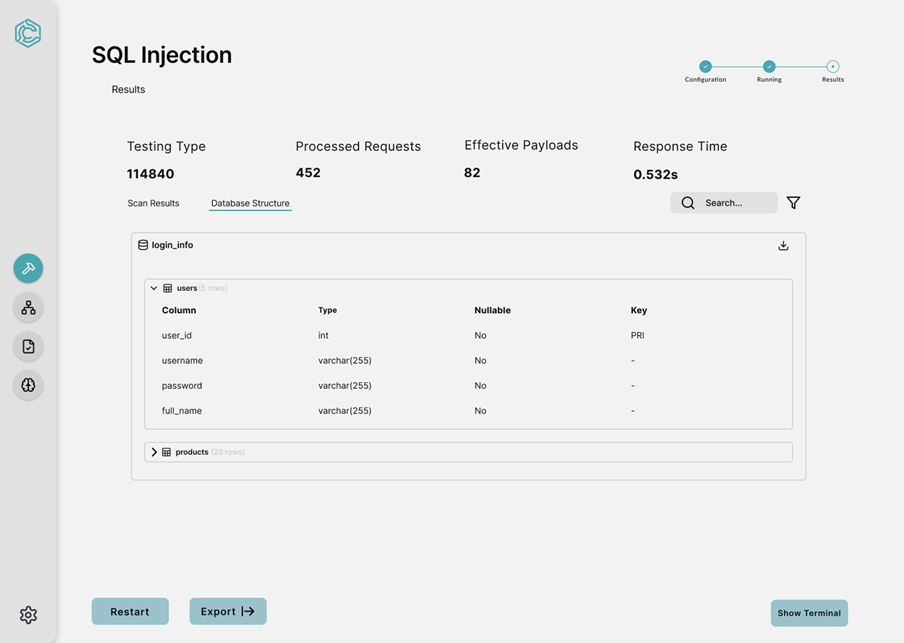 SQL Injection
Results
Configuration Running Results
Testing Type Processed Requests Effective Payloads Response Time
114840 452 82 0.532s
Scan Results Database Structure Search...
login_info
users (5 rows)
Column Type Nullable Key
user_id int No PRI
username varchar(255) No -
password varchar(255) No -
full_name varchar(255) No -
products (20 rows)
Restart Export Show Terminal